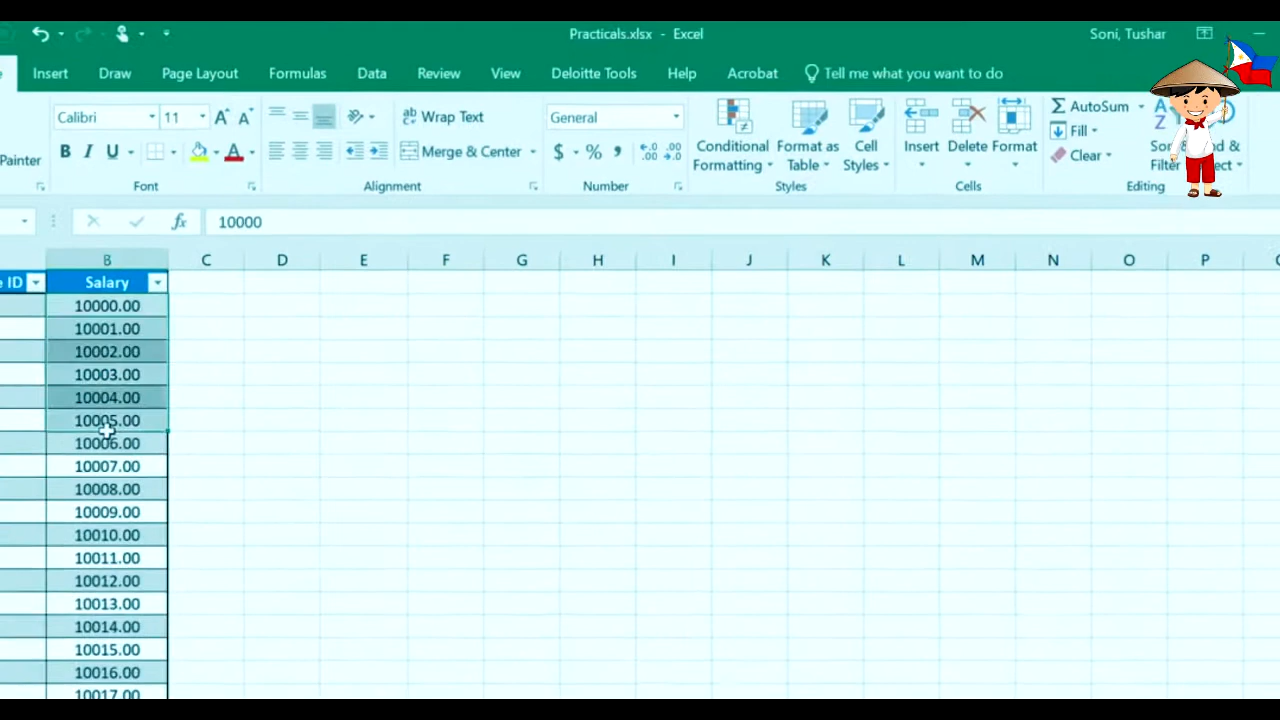 Practicals.xlsx - Excel
Soni, Tushar
Insert Draw Page Layout Formulas Data Review View Deloitte Tools Help Acrobat Tell me what you want to do
Painter
Calibri 11
B I U
Font
Wrap Text
Merge & Center
Alignment
General
$ % ,
Number
Conditional Formatting
Format as Table
Cell Styles
Styles
Insert Delete Format
Cells
AutoSum
Fill
Clear
Filter
Editing
fx 10000
B C D E F G H I J K L M N O P
ID Salary
10000.00
10001.00
10002.00
10003.00
10004.00
10005.00
10006.00
10007.00
10008.00
10009.00
10010.00
10011.00
10012.00
10013.00
10014.00
10015.00
10016.00
10017.00